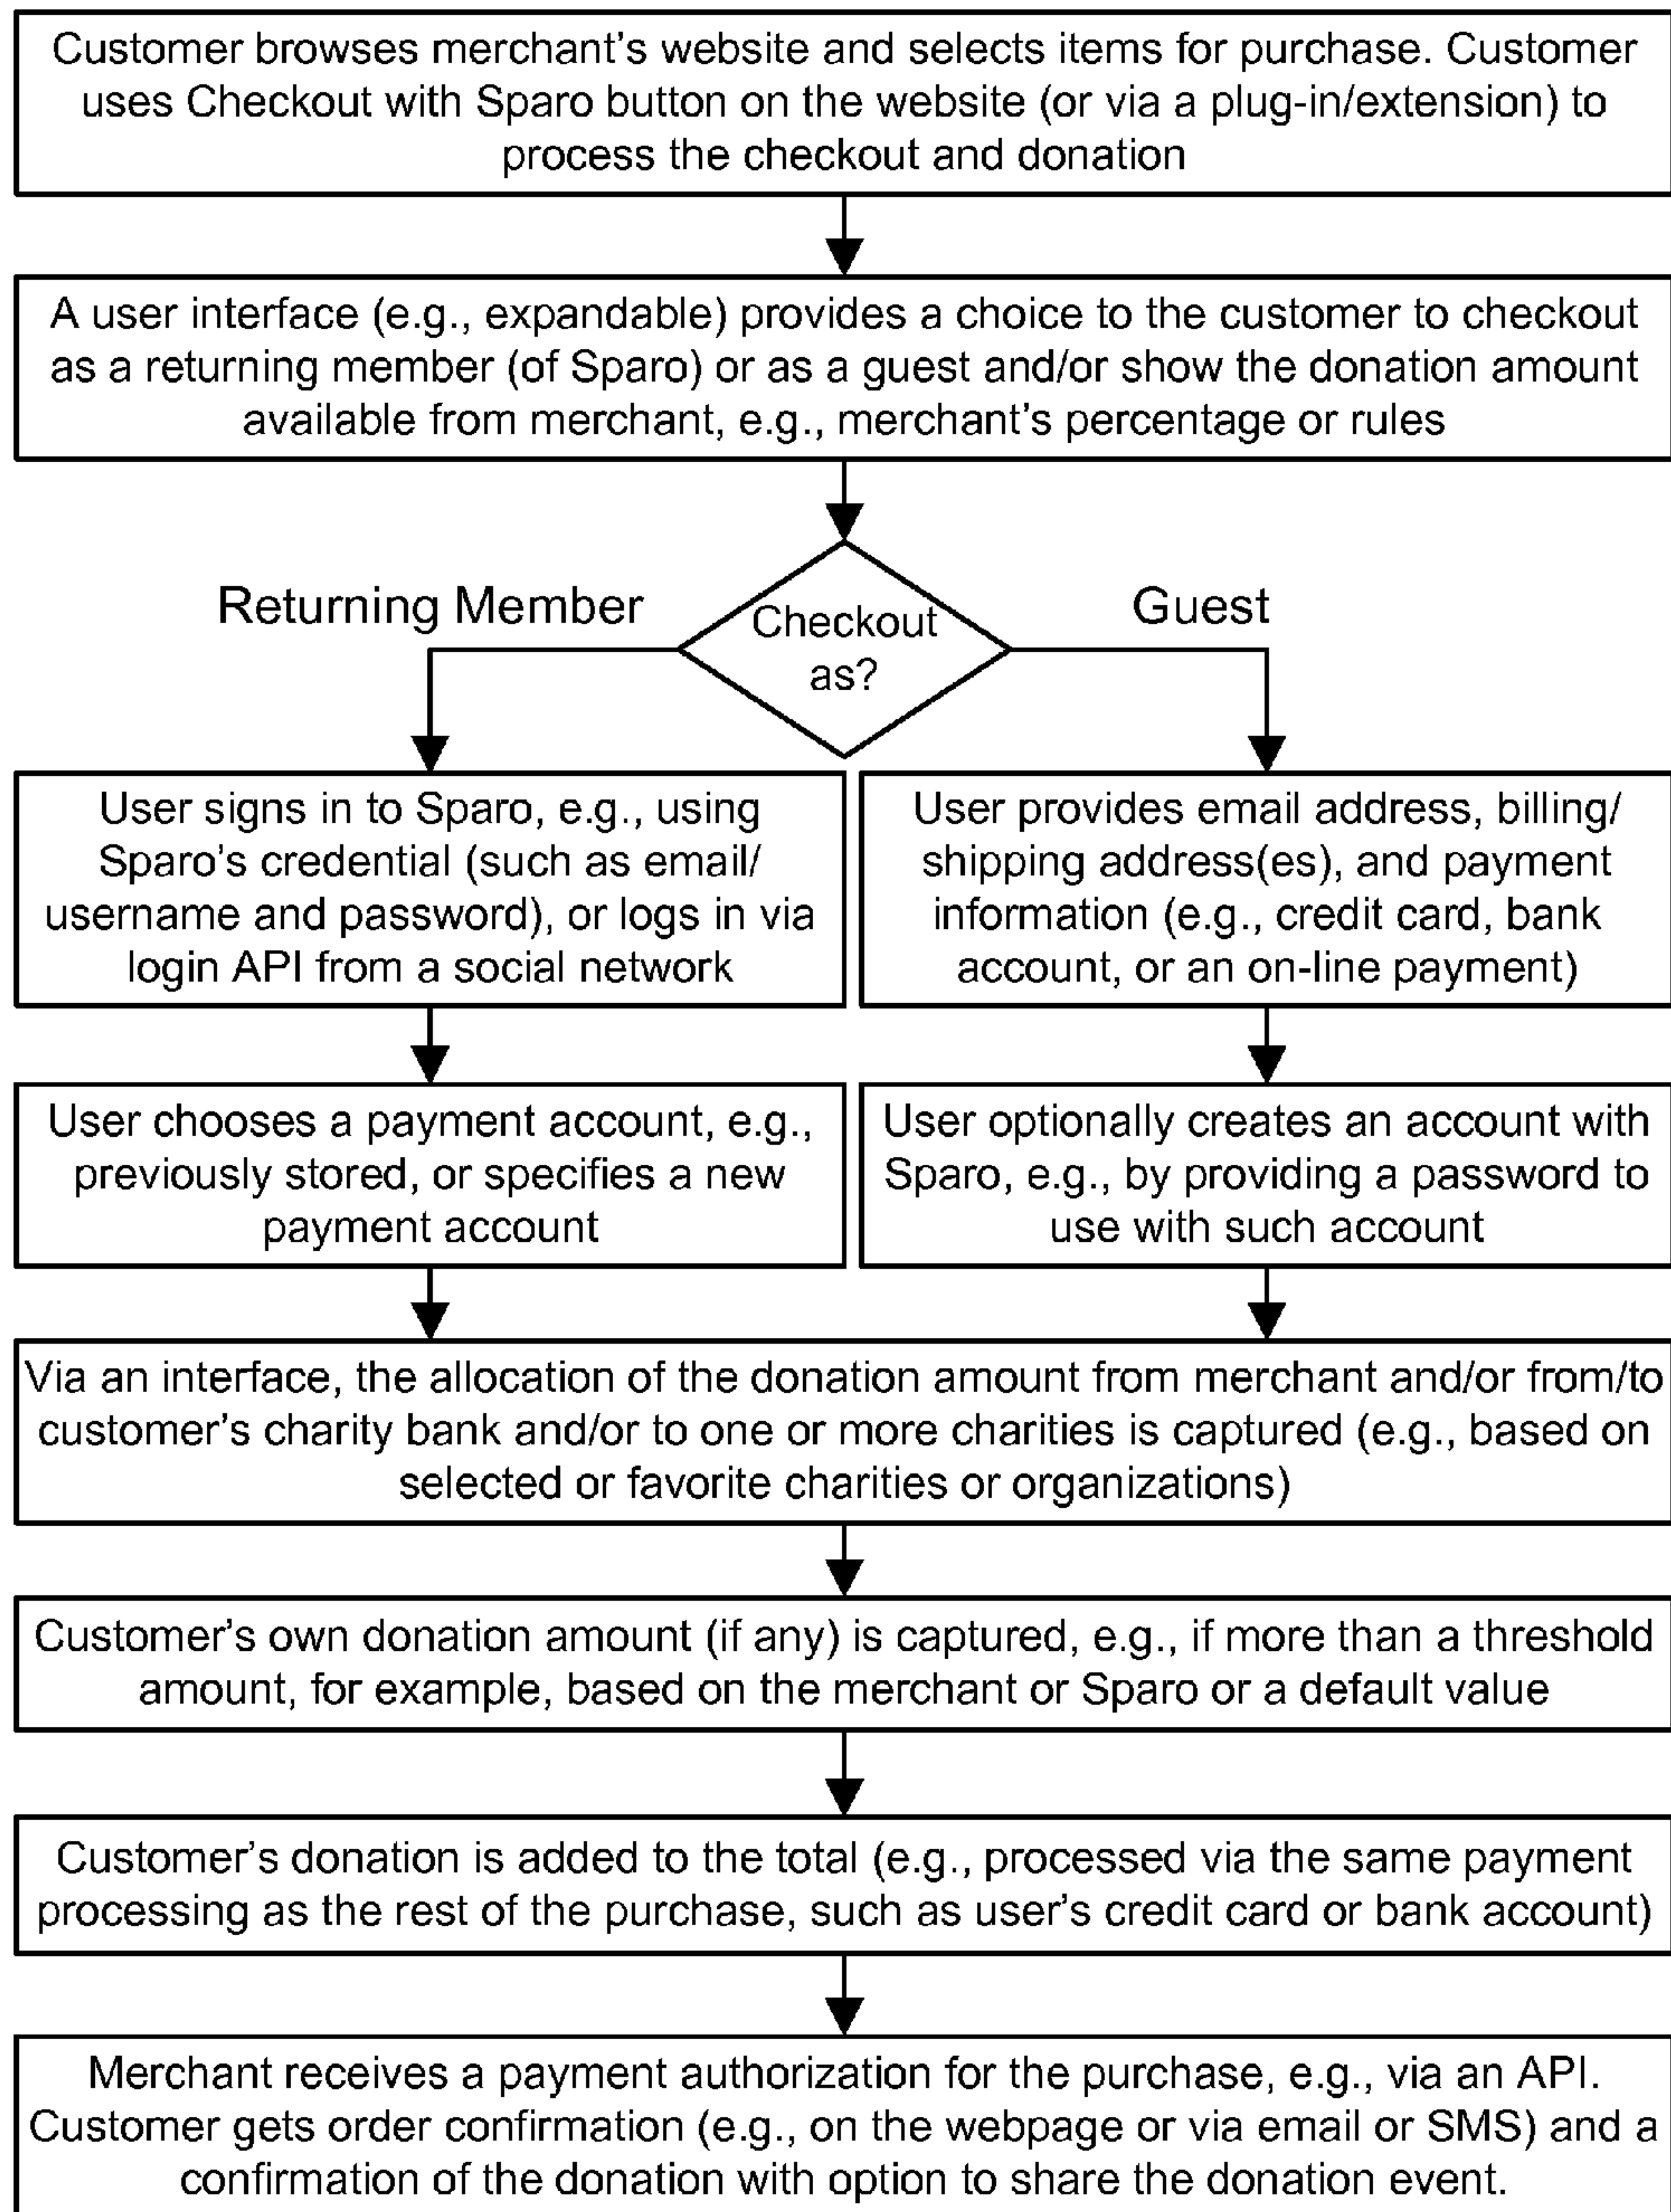 Customer browses merchant's website and selects items for purchase. Customer
uses Checkout with Sparo button on the website (or via a plug-in/extension) to
process the checkout and donation
A user interface (e.g., expandable) provides a choice to the customer to checkout
as a returning member (of Sparo) or as a guest and/or show the donation amount
available from merchant, e.g., merchant's percentage or rules
Returning Member
Checkout
as?
Guest
User signs in to Sparo, e.g., using
Sparo's credential (such as email/
username and password), or logs in via
login API from a social network
User provides email address, billing/
shipping address(es), and payment
information (e.g., credit card, bank
account, or an on-line payment)
User chooses a payment account, e.g.,
previously stored, or specifies a new
payment account
User optionally creates an account with
Sparo, e.g., by providing a password to
use with such account
Via an interface, the allocation of the donation amount from merchant and/or from/to
customer's charity bank and/or to one or more charities is captured (e.g., based on
selected or favorite charities or organizations)
Customer's own donation amount (if any) is captured, e.g., if more than a threshold
amount, for example, based on the merchant or Sparo or a default value
Customer's donation is added to the total (e.g., processed via the same payment
processing as the rest of the purchase, such as user's credit card or bank account)
Merchant receives a payment authorization for the purchase, e.g., via an API.
Customer gets order confirmation (e.g., on the webpage or via email or SMS) and a
confirmation of the donation with option to share the donation event.